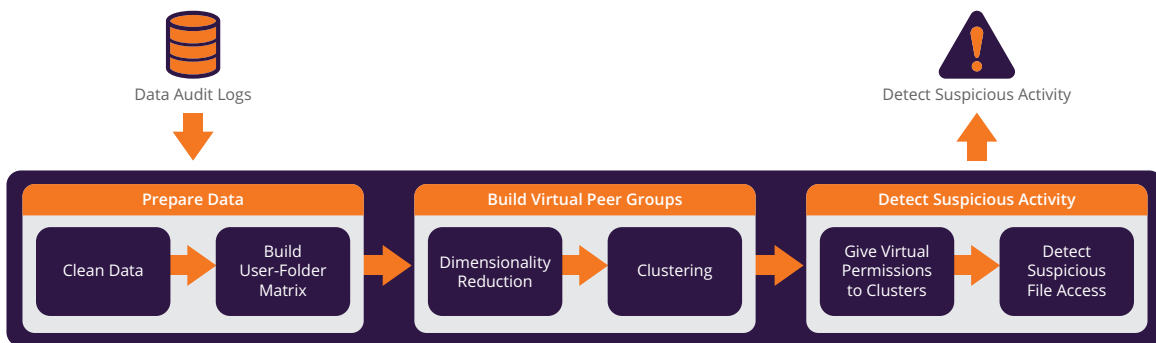 Data Audit Logs
Detect Suspicious Activity
Prepare Data
Build Virtual Peer Groups
Detect Suspicious Activity
Clean Data
Build
User-Folder
Matrix
Dimensionality
Reduction
Clustering
Give Virtual
Permissions
to Clusters
Detect
Suspicious
File Access